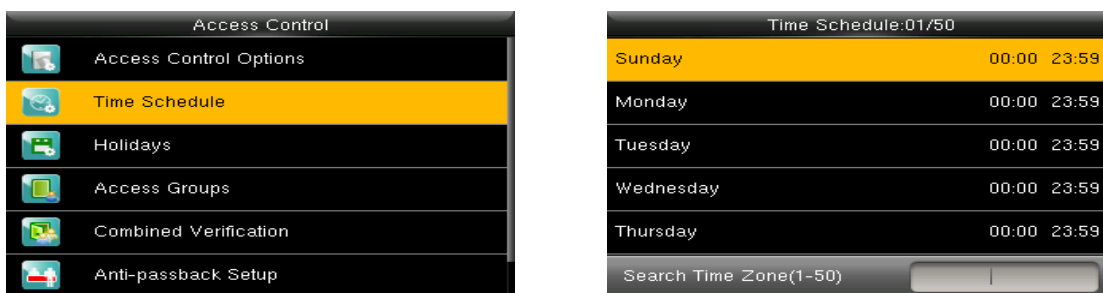 Access Control
Access Control Options
Time Schedule
Holidays
Access Groups
Combined Verification
Anti-passback Setup
Time Schedule:01/50
Sunday 00:00 23:59
Monday 00:00 23:59
Tuesday 00:00 23:59
Wednesday 00:00 23:59
Thursday 00:00 23:59
Search Time Zone(1-50)